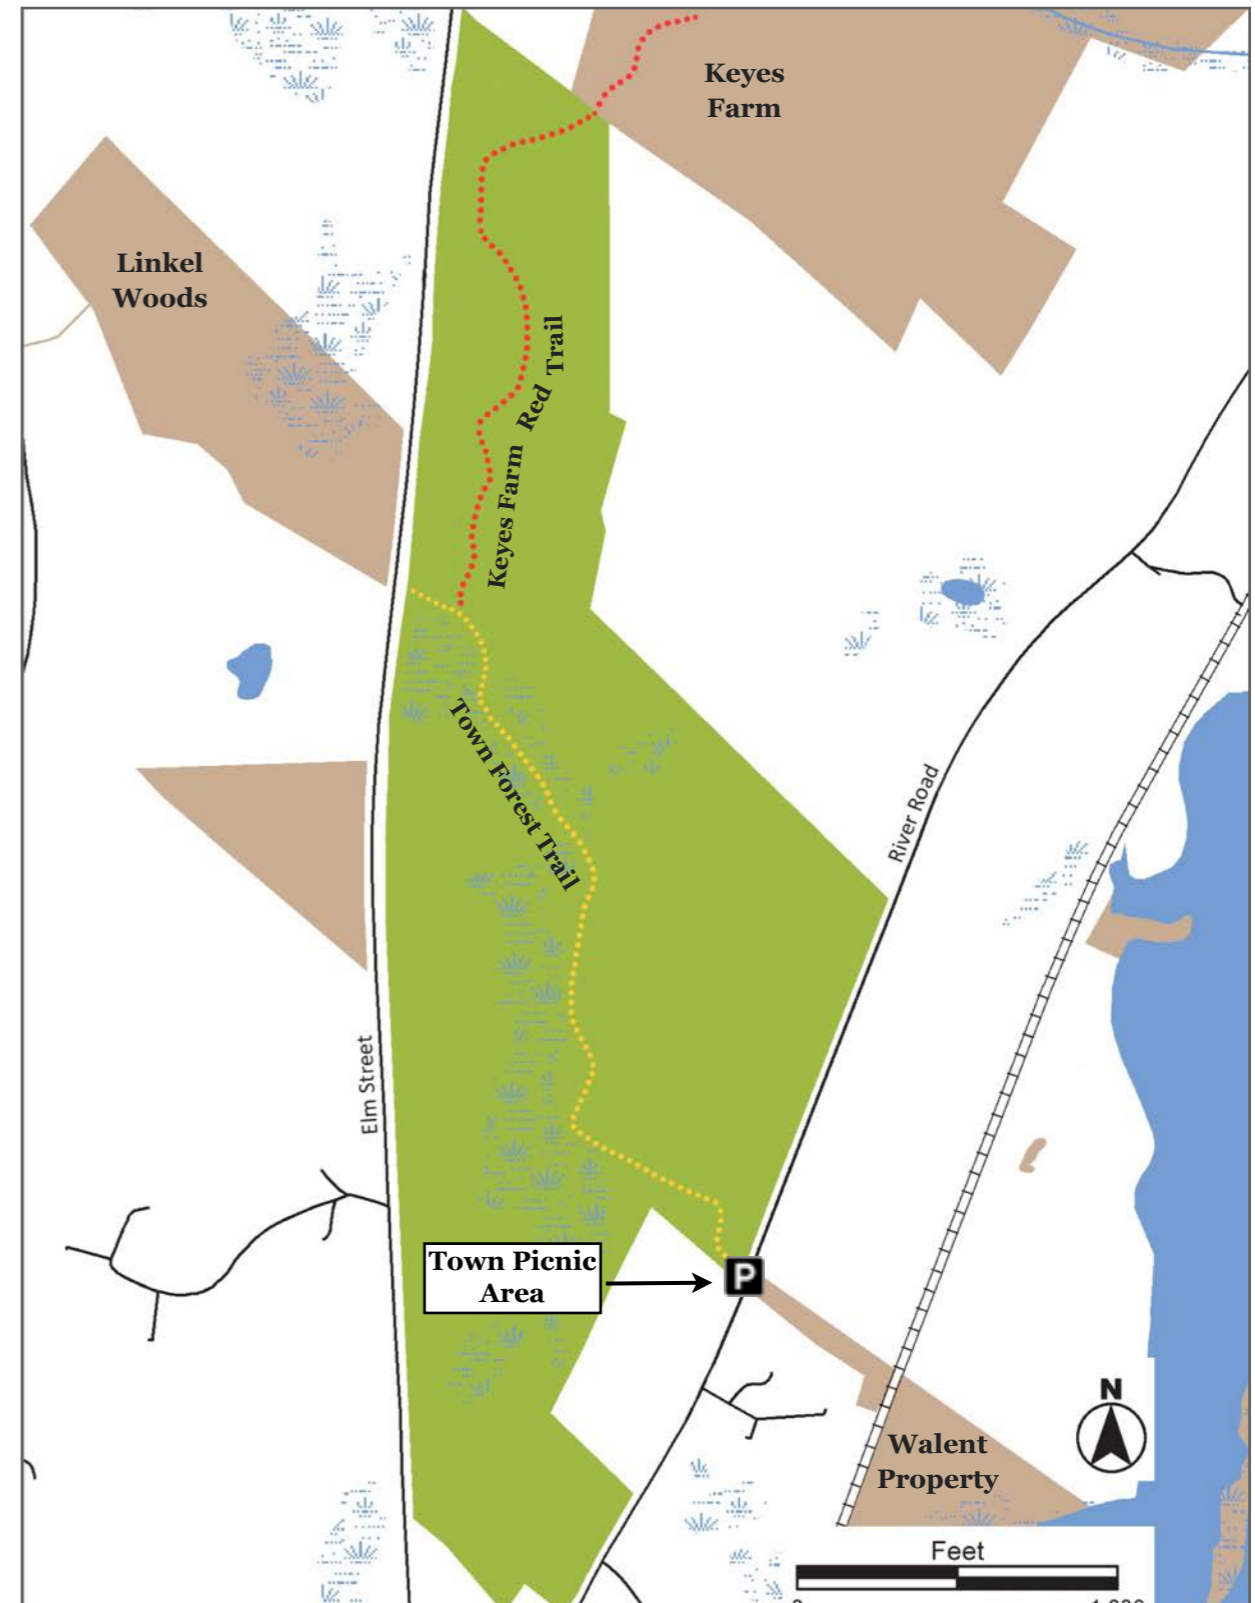 Keyes
Farm
Linkel
Woods
Keyes Farm Red Trail
Town Forest Trail
River Road
Elm Street
Town Picnic
Area
P
N
Walent
Property
Feet